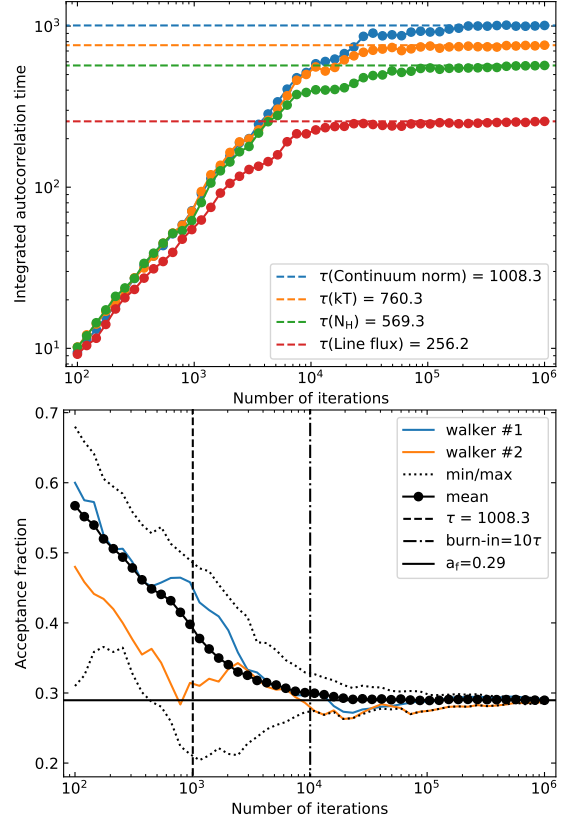 10³
10²
10¹
Integrated autocorrelation time
τ(Continuum norm) = 1008.3
τ(kT) = 760.3
τ(N_H) = 569.3
τ(Line flux) = 256.2
10² 10³ 10⁴ 10⁵ 10⁶
Number of iterations
0.7
0.6
0.5
0.4
0.3
0.2
Acceptance fraction
walker #1
walker #2
min/max
mean
τ = 1008.3
burn-in=10τ
a_f=0.29
10² 10³ 10⁴ 10⁵ 10⁶
Number of iterations